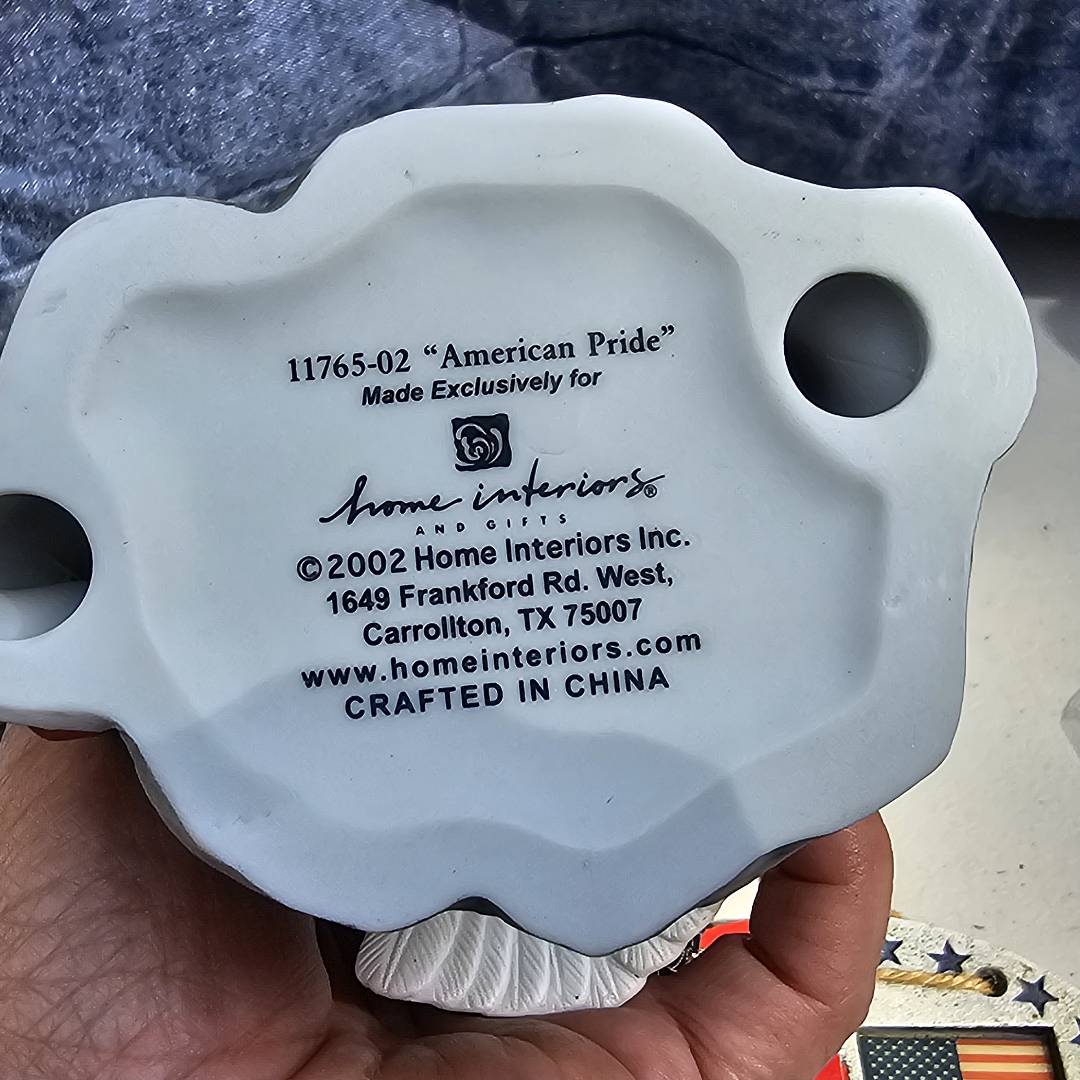 11765-02 “American Pride”
Made Exclusively for
home interiors®
AND GIFTS
©2002 Home Interiors Inc.
1649 Frankford Rd. West,
Carrollton, TX 75007
www.homeinteriors.com
CRAFTED IN CHINA